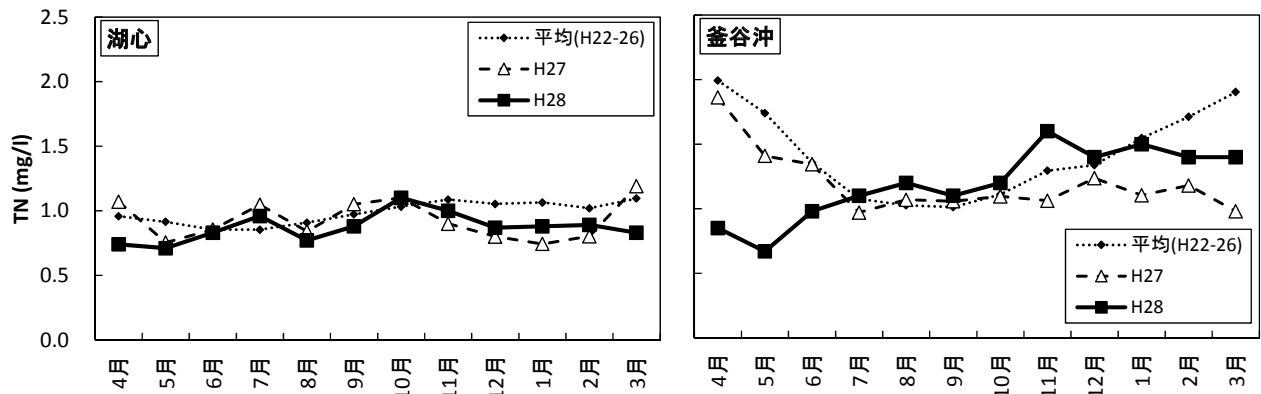 湖心
平均(H22-26)
H27
H28
TN (mg/l)
2.5
2.0
1.5
1.0
0.5
0.0
4月 5月 6月 7月 8月 9月 10月 11月 12月 1月 2月 3月
釜谷沖
平均(H22-26)
H27
H28
4月 5月 6月 7月 8月 9月 10月 11月 12月 1月 2月 3月